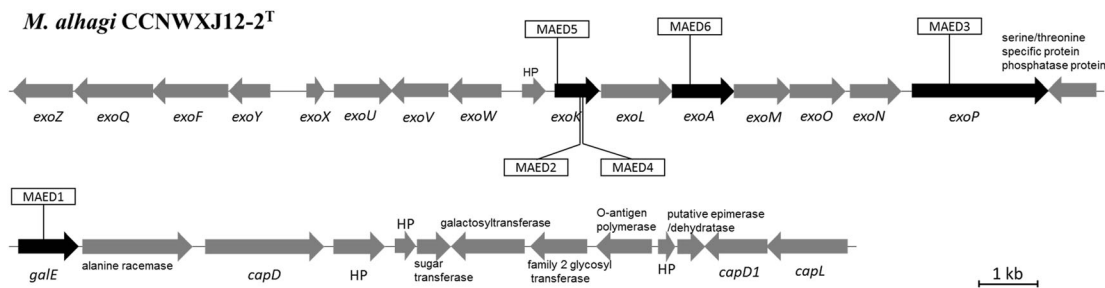 M. alhagi CCNWXJ12-2T
MAED5
MAED6
MAED3
serine/threonine
specific protein
phosphatase protein
HP
exoZ
exoQ
exoF
exoY
exoX
exoU
exoV
exoW
exoK
exoL
exoA
exoM
exoO
exoN
exoP
MAED2
MAED4
MAED1
HP
galactosyltransferase
O-antigen
polymerase
putative epimerase
/dehydratase
galE
alanine racemase
capD
HP
sugar
transferase
family 2 glycosyl
transferase
HP
capD1
capL
1 kb